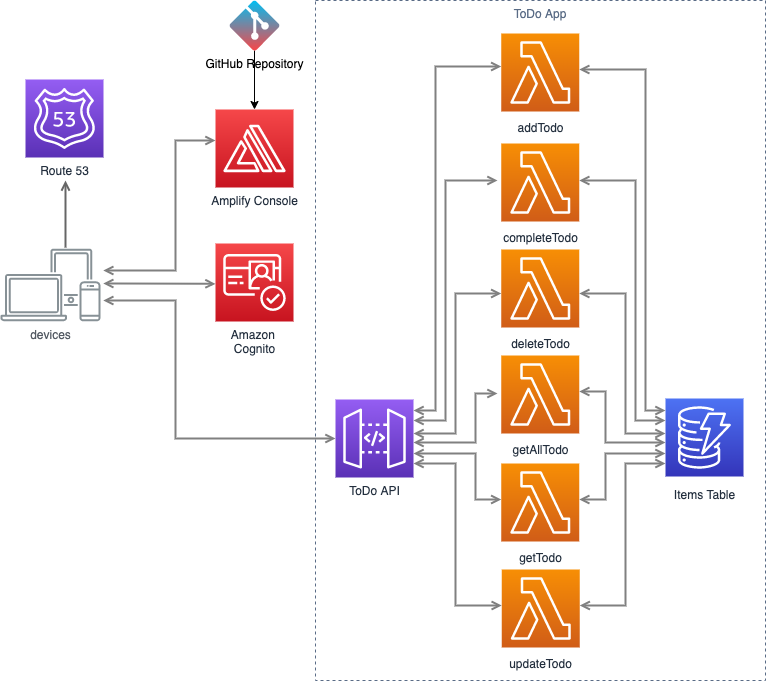 ToDo App
GitHub Repository
addTodo
53
Route 53
Amplify Console
completeTodo
devices
Amazon
Cognito
deleteTodo
getAllTodo
</>
ToDo API
Items Table
getTodo
updateTodo